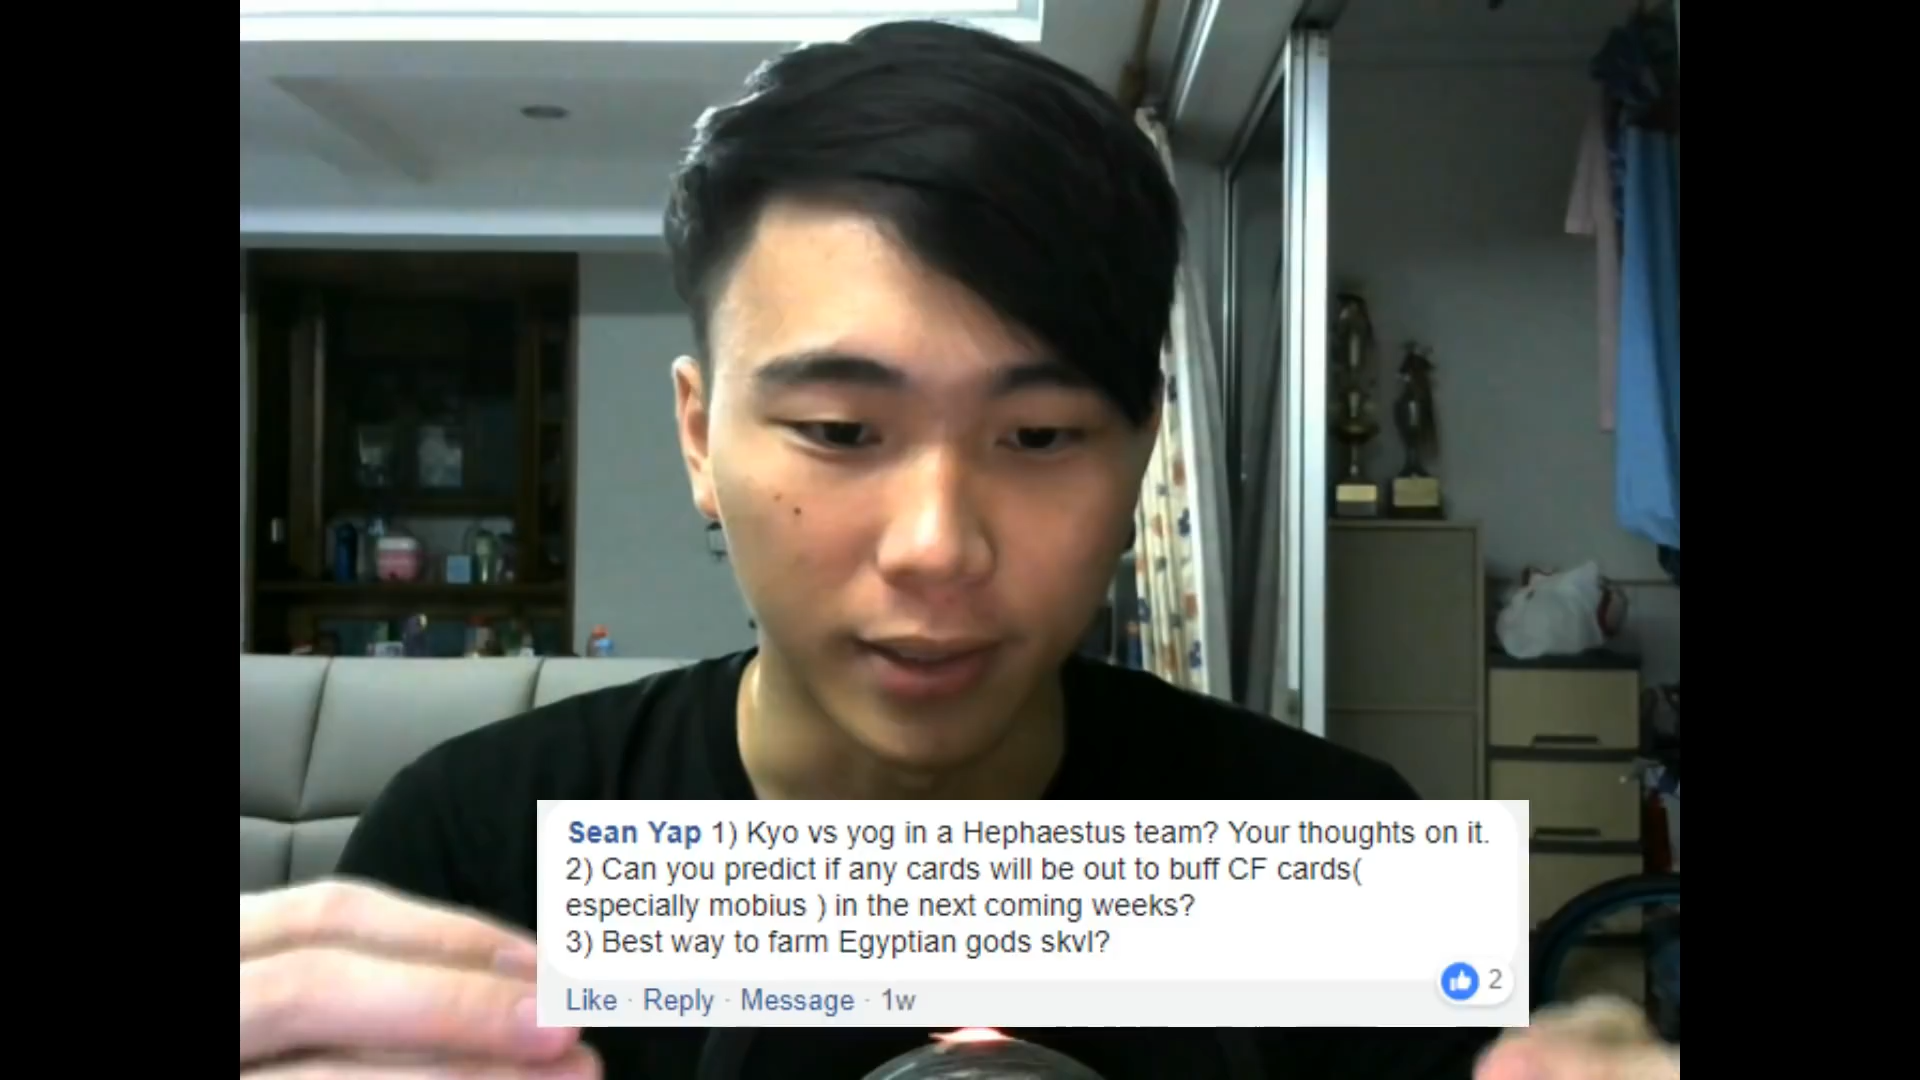 Sean Yap 1) Kyo vs yog in a Hephaestus team? Your thoughts on it.
2) Can you predict if any cards will be out to buff CF cards(
especially mobius ) in the next coming weeks?
3) Best way to farm Egyptian gods skvl?
2
Like · Reply · Message · 1w